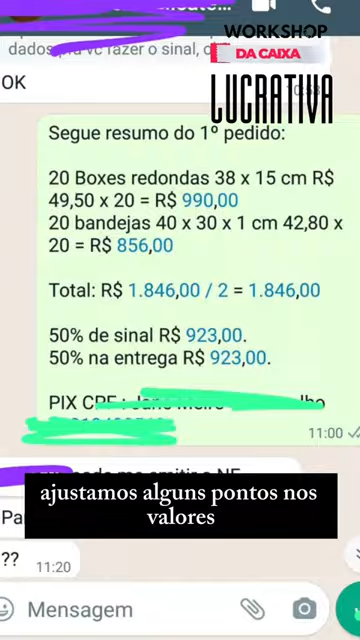 WORKSHOP
DA CAIXA
LUCRATIVA
OK
Segue resumo do 1º pedido:
20 Boxes redondas 38 x 15 cm R$
49,50 x 20 = R$ 990,00
20 bandejas 40 x 30 x 1 cm 42,80 x
20 = R$ 856,00
Total: R$ 1.846,00 / 2 = 1.846,00
50% de sinal R$ 923,00.
50% na entrega R$ 923,00.
PIX CPF :
11:00
ajustamos alguns pontos nos
valores
Pa
??
11:20
Mensagem